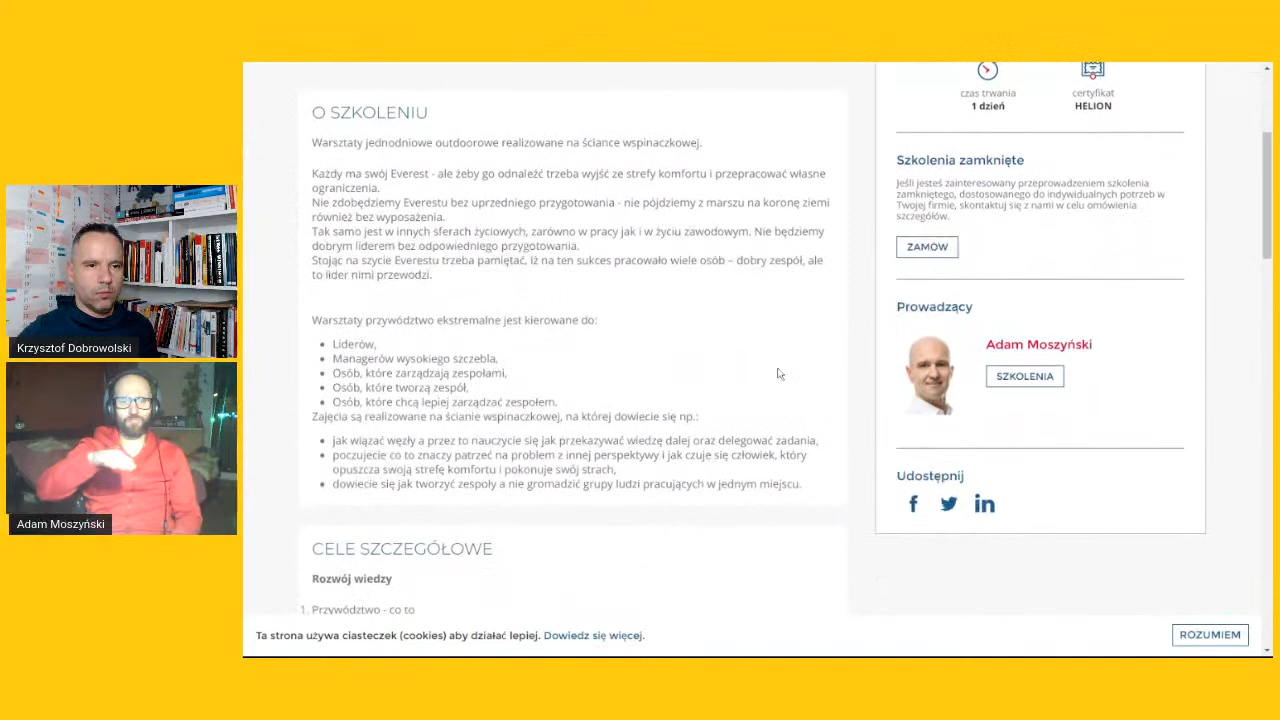 O SZKOLENIU
Warsztaty jednodniowe outdoorowe realizowane na ściance wspinaczkowej.
Każdy ma swój Everest - ale żeby go odnaleźć trzeba wyjść ze strefy komfortu i przepracować własne
ograniczenia.
Nie zdobędziemy Everestu bez uprzedniego przygotowania - nie pójdziemy z marszu na koronę ziemi
również bez wyposażenia.
Tak samo jest w innych sferach życiowych, zarówno w pracy jak i w życiu zawodowym. Nie będziemy
dobrym liderem bez odpowiedniego przygotowania.
Stojąc na szycie Everestu trzeba pamiętać, iż na ten sukces pracowało wiele osób – dobry zespół, ale
to lider nimi przewodzi.
Warsztaty przywództwo ekstremalne jest kierowane do:
Liderów,
Managerów wysokiego szczebla,
Osób, które zarządzają zespołami,
Osób, które tworzą zespół,
Osób, które chcą lepiej zarządzać zespołem.
Zajęcia są realizowane na ścianie wspinaczkowej, na której dowiecie się np.:
jak wiązać węzły a przez to nauczycie się jak przekazywać wiedzę dalej oraz delegować zadania,
poczujecie co to znaczy patrzeć na problem z innej perspektywy i jak czuje się człowiek, który
opuszcza swoją strefę komfortu i pokonuje swój strach,
dowiecie się jak tworzyć zespoły a nie gromadzić grupy ludzi pracujących w jednym miejscu.
CELE SZCZEGÓŁOWE
Rozwój wiedzy
1. Przywództwo - co to
czas trwania
1 dzień
certyfikat
HELION
Szkolenia zamknięte
Jeśli jesteś zainteresowany przeprowadzeniem szkolenia
zamkniętego, dostosowanego do indywidualnych potrzeb w
Twojej firmie, skontaktuj się z nami w celu omówienia
szczegółów.
ZAMÓW
Prowadzący
Adam Moszyński
SZKOLENIA
Udostępnij
Ta strona używa ciasteczek (cookies) aby działać lepiej. Dowiedz się więcej.
ROZUMIEM
Krzysztof Dobrowolski
Adam Moszyński